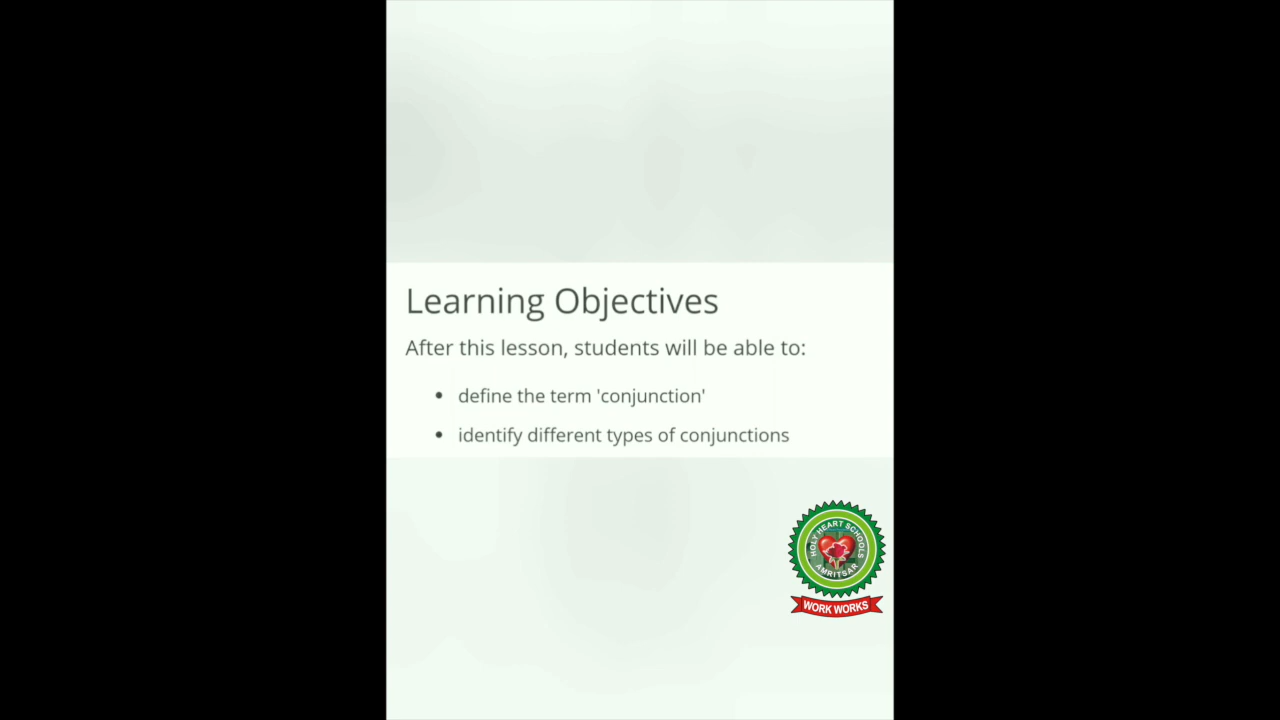 Learning Objectives
After this lesson, students will be able to:
• define the term 'conjunction'
• identify different types of conjunctions
HOLY HEART SCHOOLS
AMRITSAR
WORK WORKS